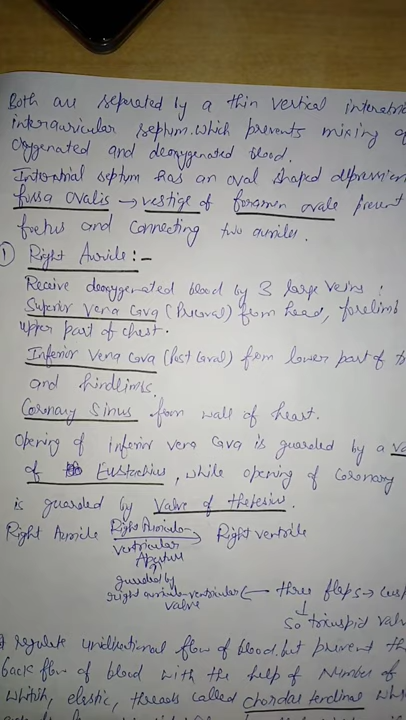 Both are seperated by a thin vertical interatri
interauricular septum. which prevents mixing of
Oxygenated and deoxygenated blood.
Interatrial septum has an oval shaped depression
fossa ovalis → vestige of foramen ovale present
foetus and connecting two auricles.
① Right Auricle :-
Receive deoxygenated blood by 3 large veins :
Superior vena cava (Precaval) from head, forelimb
upper part of chest.
Inferior vena cava (Post caval) from lower part of
and hindlimbs.
Coronary Sinus from wall of heart.
Opening of Inferior vena cava is guarded by a va
of Eustachius, while opening of Coronary
is guarded by Valve of thebesius.
Right Auricle Right Auriculo- ventricular Aperture → Right ventricle
guarded by
right auriculo-ventricular valve ← three flaps → cusp
↓
So tricuspid valve
regulate unidirectional flow of blood. but prevent the
back flow of blood with the help of Number of
whitish, elastic, threads called chordae tendinae